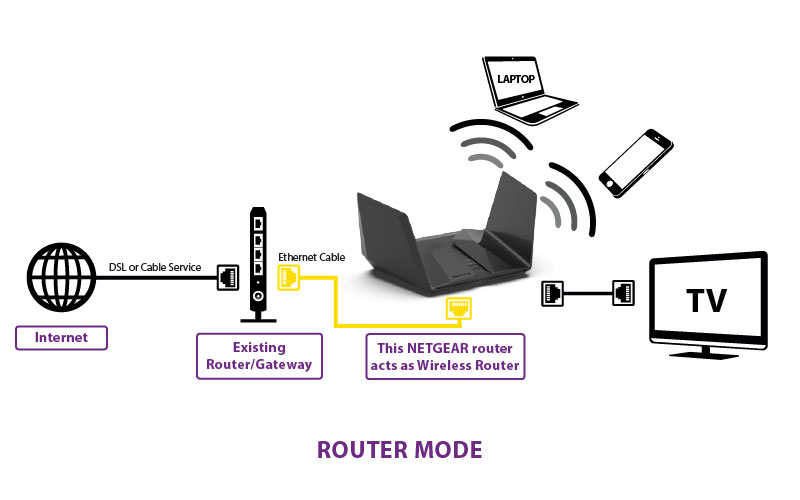 LAPTOP
DSL or Cable Service
Ethernet Cable
TV
Internet
Existing
Router/Gateway
This NETGEAR router
acts as Wireless Router
ROUTER MODE